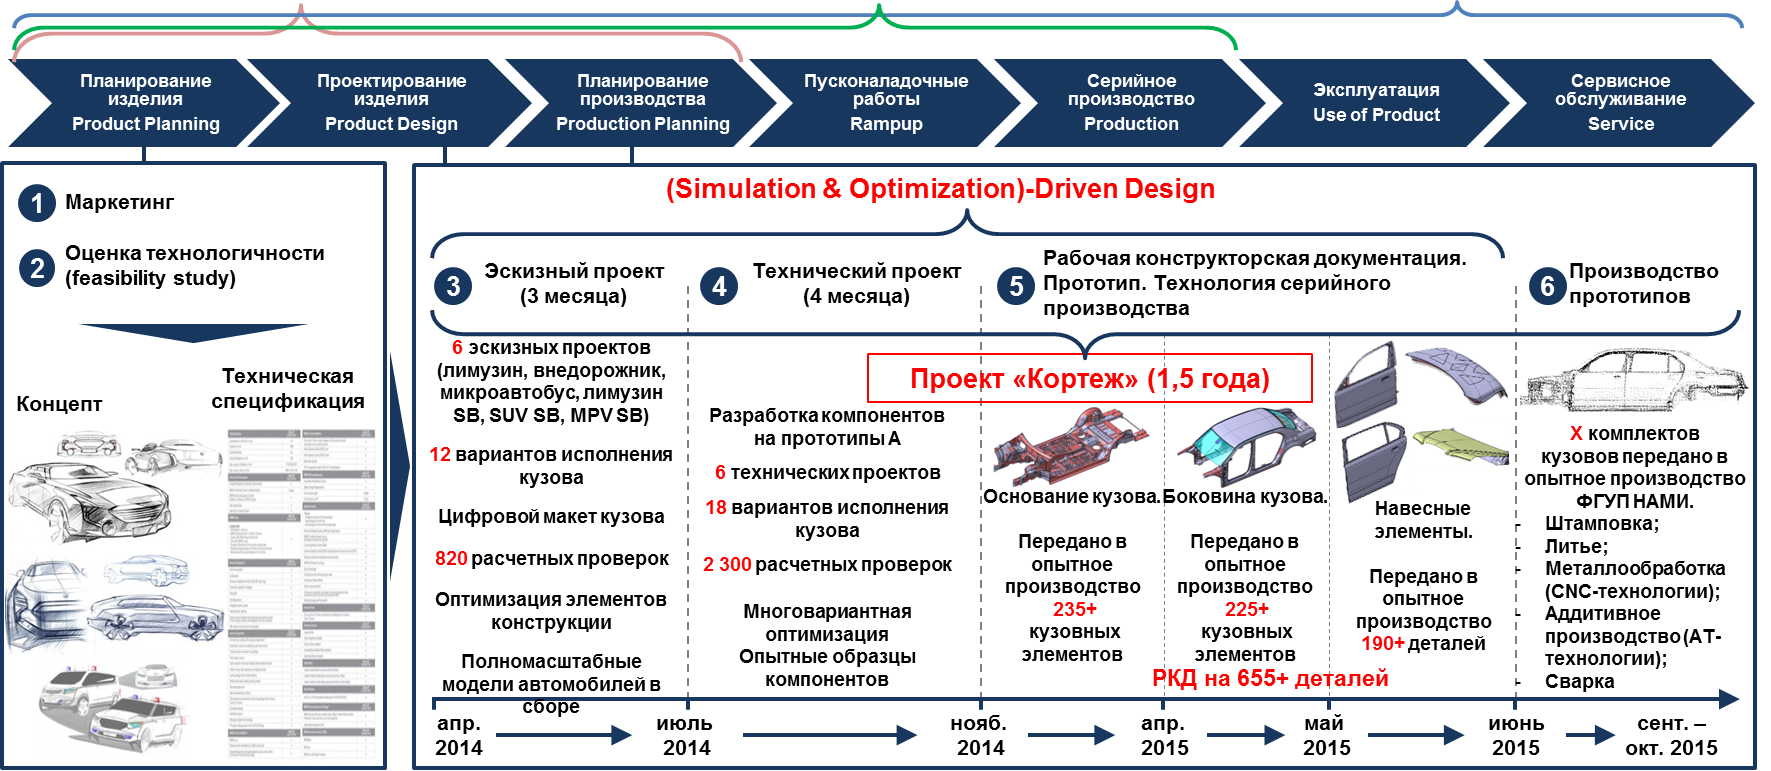 Планирование
изделия
Product Planning
Проектирование
изделия
Product Design
Планирование
производства
Production Planning
Пусконаладочные
работы
Rampup
Серийное
производство
Production
Эксплуатация
Use of Product
Сервисное
обслуживание
Service
1 Маркетинг
2 Оценка технологичности
(feasibility study)
Концепт
Техническая
спецификация
(Simulation & Optimization)-Driven Design
3 Эскизный проект
(3 месяца)
4 Технический проект
(4 месяца)
5 Рабочая конструкторская документация.
Прототип. Технология серийного
производства
6 Производство
прототипов
Проект «Кортеж» (1,5 года)
6 эскизных проектов
(лимузин, внедорожник,
микроавтобус, лимузин
SB, SUV SB, MPV SB)
12 вариантов исполнения
кузова
Цифровой макет кузова
820 расчетных проверок
Оптимизация элементов
конструкции
Полномасштабные
модели автомобилей в
сборе
Разработка компонентов
на прототипы А
6 технических проектов
18 вариантов исполнения
кузова
2 300 расчетных проверок
Многовариантная
оптимизация
Опытные образцы
компонентов
Основание кузова.
Передано в
опытное
производство
235+
кузовных
элементов
Боковина кузова.
Передано в
опытное
производство
225+
кузовных
элементов
Навесные
элементы.
Передано в
опытное
производство
190+ деталей
РКД на 655+ деталей
X комплектов
кузовов передано в
опытное производство
ФГУП НАМИ.
- Штамповка;
- Литье;
- Металлообработка
(CNC-технологии);
- Аддитивное
производство (АТ-
технологии);
- Сварка
апр.
2014
июль
2014
нояб.
2014
апр.
2015
май
2015
июнь
2015
сент. –
окт. 2015